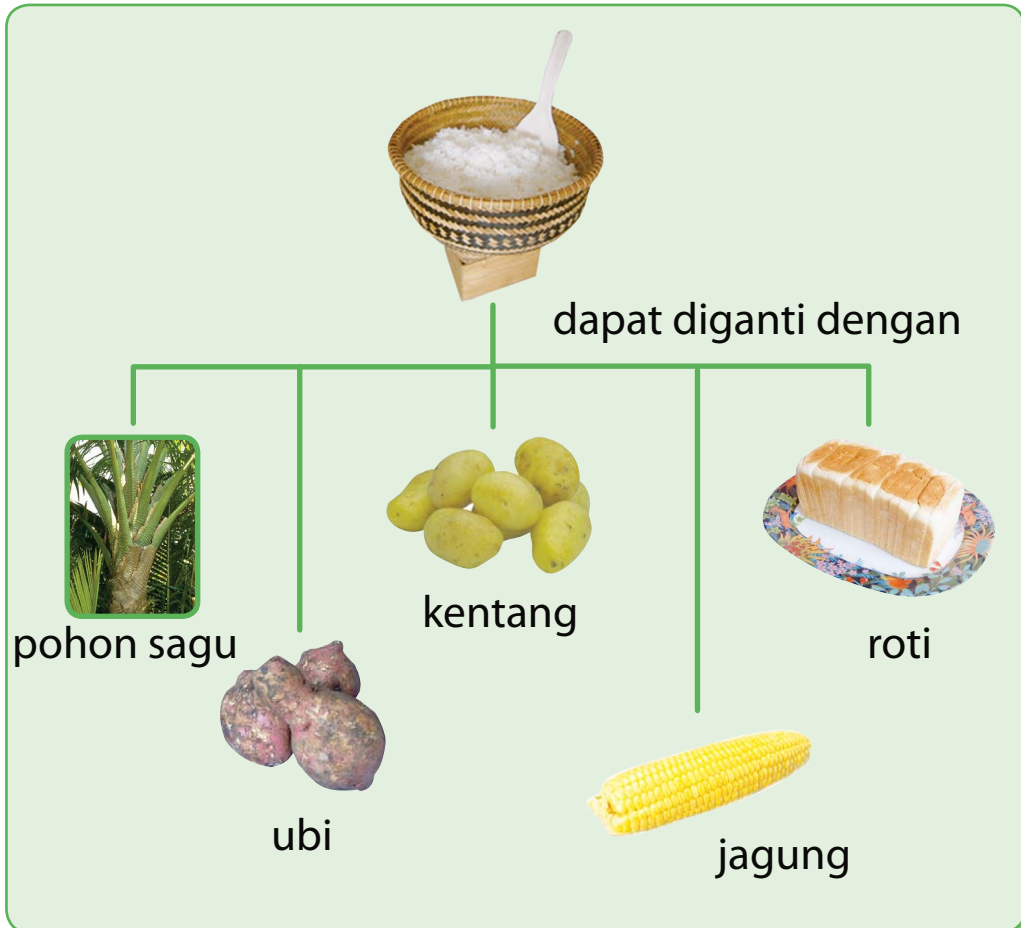 dapat diganti dengan
pohon sagu
ubi
kentang
jagung
roti